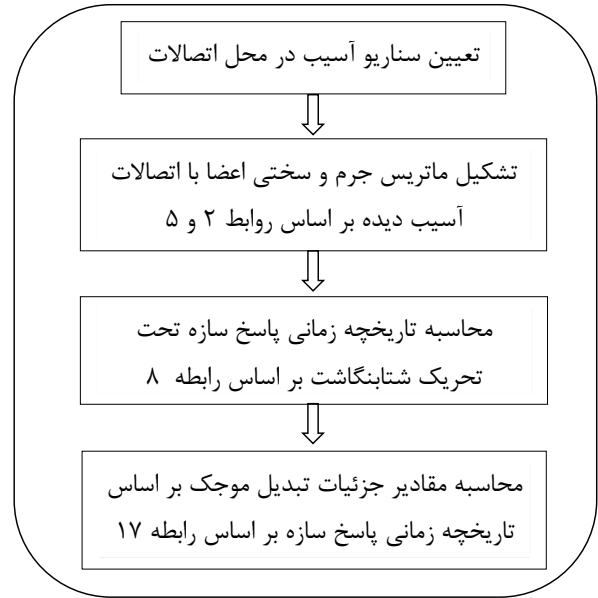 تعیین سناریو آسیب در محل اتصالات
تشکیل ماتریس جرم و سختی اعضا با اتصالات
آسیب دیده بر اساس روابط ۲ و ۵
محاسبه تاریخچه زمانی پاسخ سازه تحت
تحریک شتابنگاشت بر اساس رابطه ۸
محاسبه مقادیر جزئیات تبدیل موجک بر اساس
تاریخچه زمانی پاسخ سازه بر اساس رابطه ۱۷